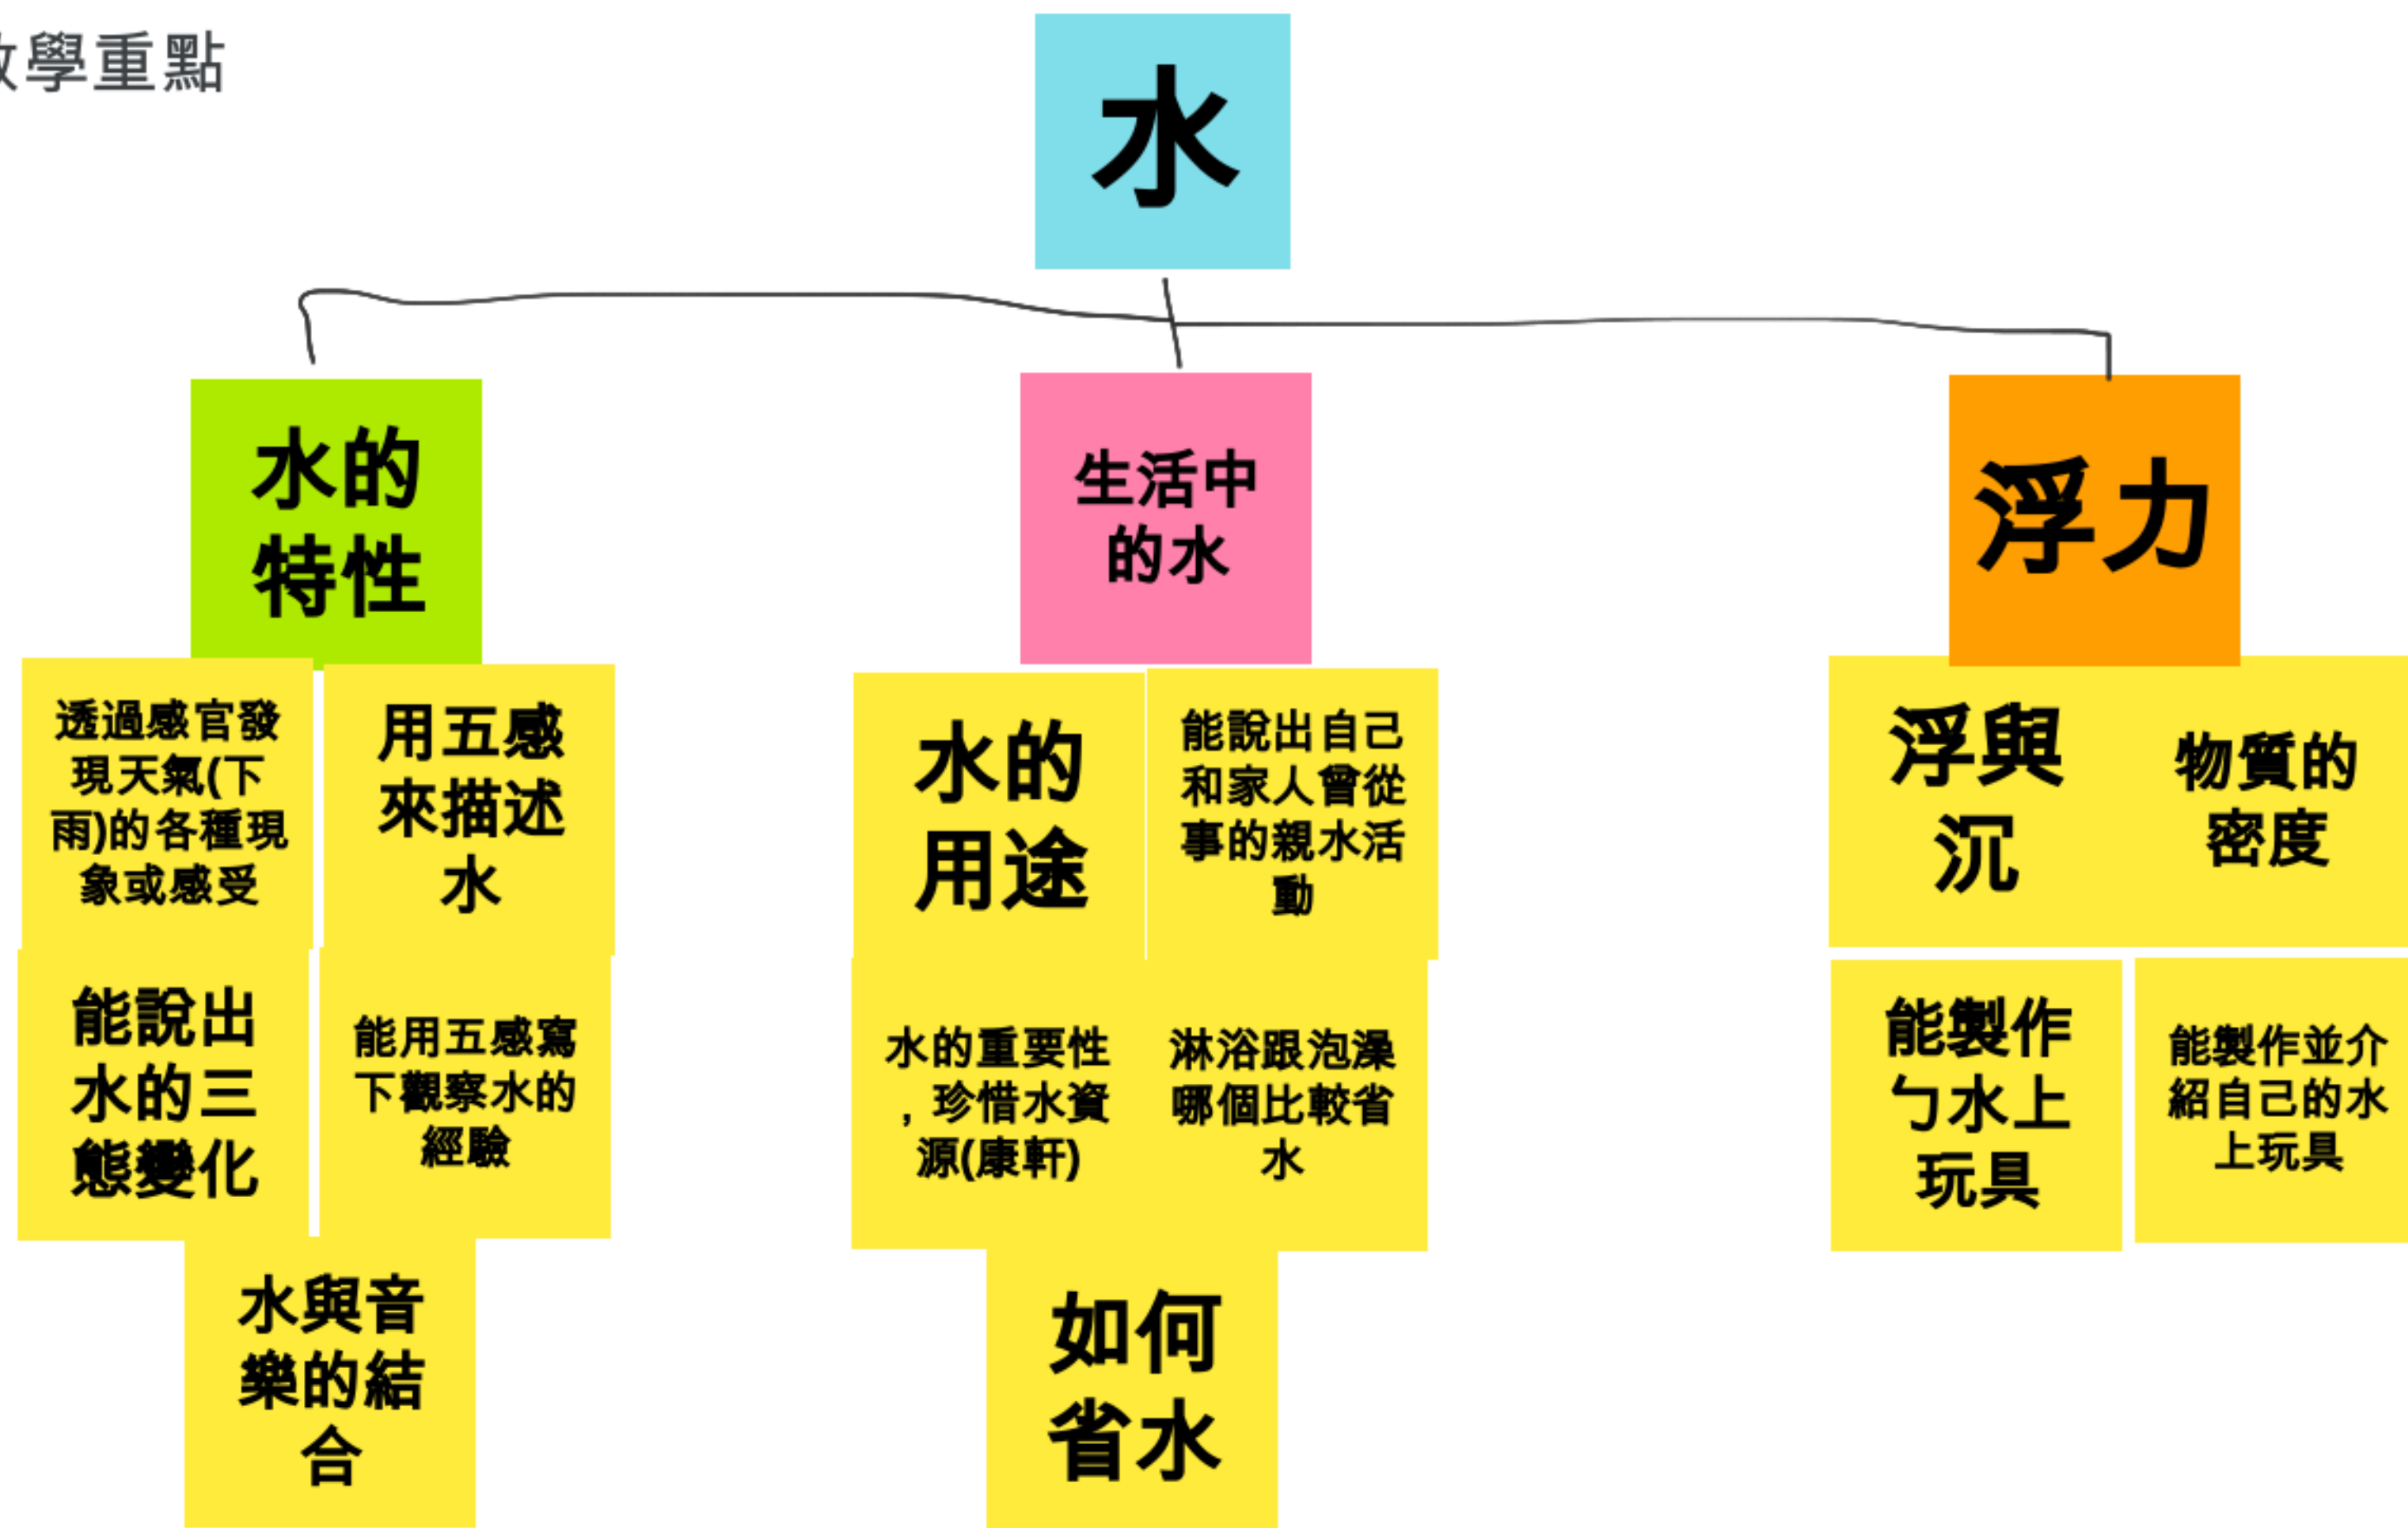 教學重點
水
水的
特性
透過感官發
現天氣(下
雨)的各種現
象或感受
用五感
來描述
水
能說出
水的三
態變化
能用五感寫
下觀察水的
經驗
水與音
樂的結
合
生活中
的水
水的
用途
能說出自己
和家人曾從
事的親水活
動
水的重要性
，珍惜水資
源(康軒)
淋浴跟泡澡
哪個比較省
水
如何
省水
浮力
浮與
沉
物質的
密度
能製作
ㄅ水上
玩具
能製作並介
紹自己的水
上玩具